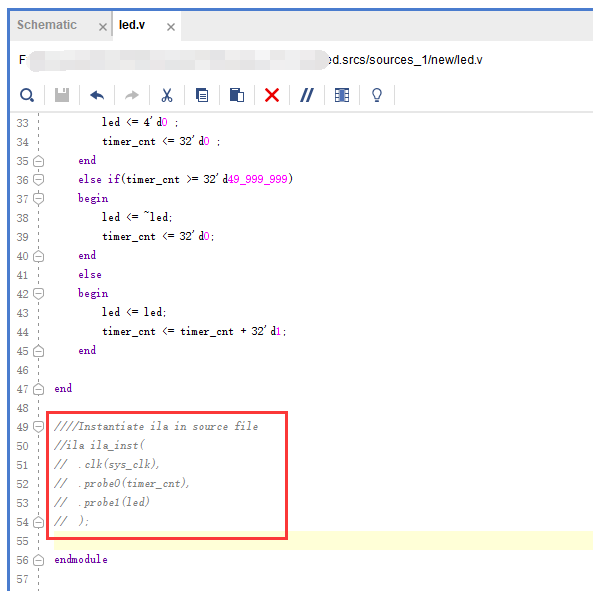 Schematic × led.v ×
F ed.srcs/sources_1/new/led.v
33 led <= 4'd0 ;
34 timer_cnt <= 32'd0 ;
35 end
36 else if(timer_cnt >= 32'd49_999_999)
37 begin
38 led <= ~led;
39 timer_cnt <= 32'd0;
40 end
41 else
42 begin
43 led <= led;
44 timer_cnt <= timer_cnt + 32'd1;
45 end
46
47 end
48
49 ////Instantiate ila in source file
50 //ila ila_inst(
51 // .clk(sys_clk),
52 // .probe0(timer_cnt),
53 // .probe1(led)
54 // );
55
56 endmodule
57